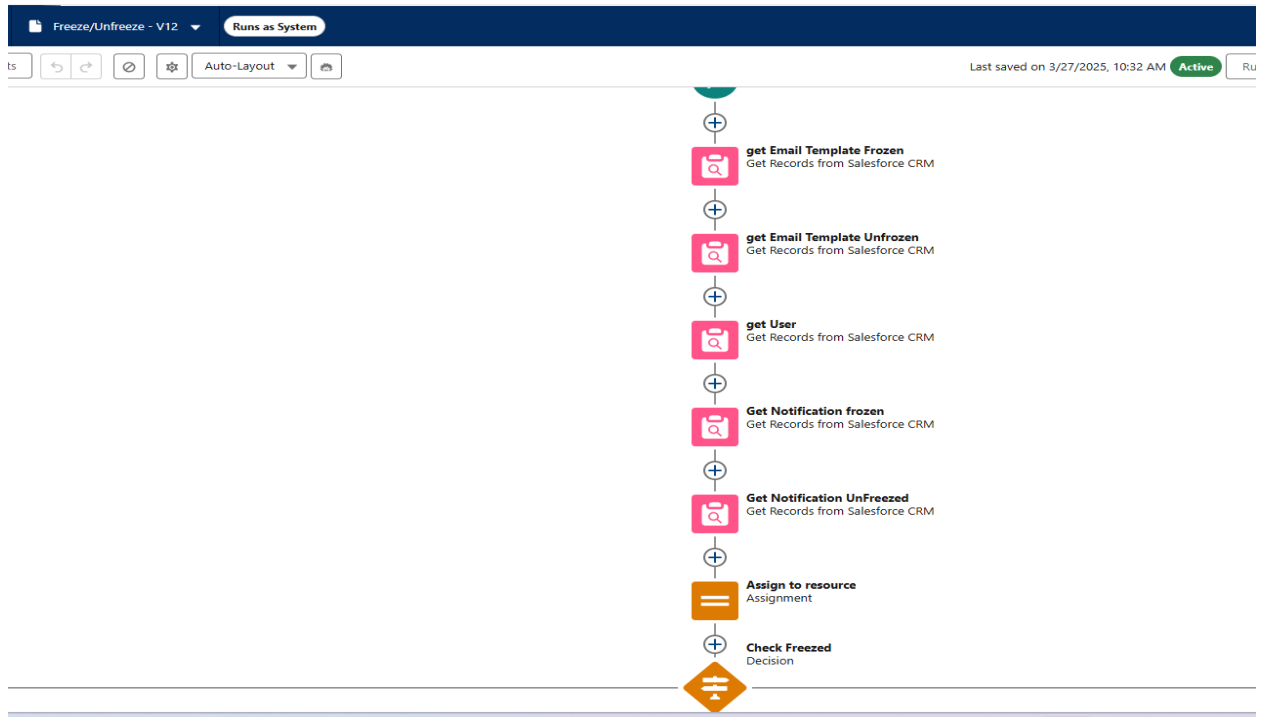 Freeze/Unfreeze - V12
Runs as System
ts
Auto-Layout
Last saved on 3/27/2025, 10:32 AM
Active
Ru
get Email Template Frozen
Get Records from Salesforce CRM
get Email Template Unfrozen
Get Records from Salesforce CRM
get User
Get Records from Salesforce CRM
Get Notification frozen
Get Records from Salesforce CRM
Get Notification UnFreezed
Get Records from Salesforce CRM
Assign to resource
Assignment
Check Freezed
Decision